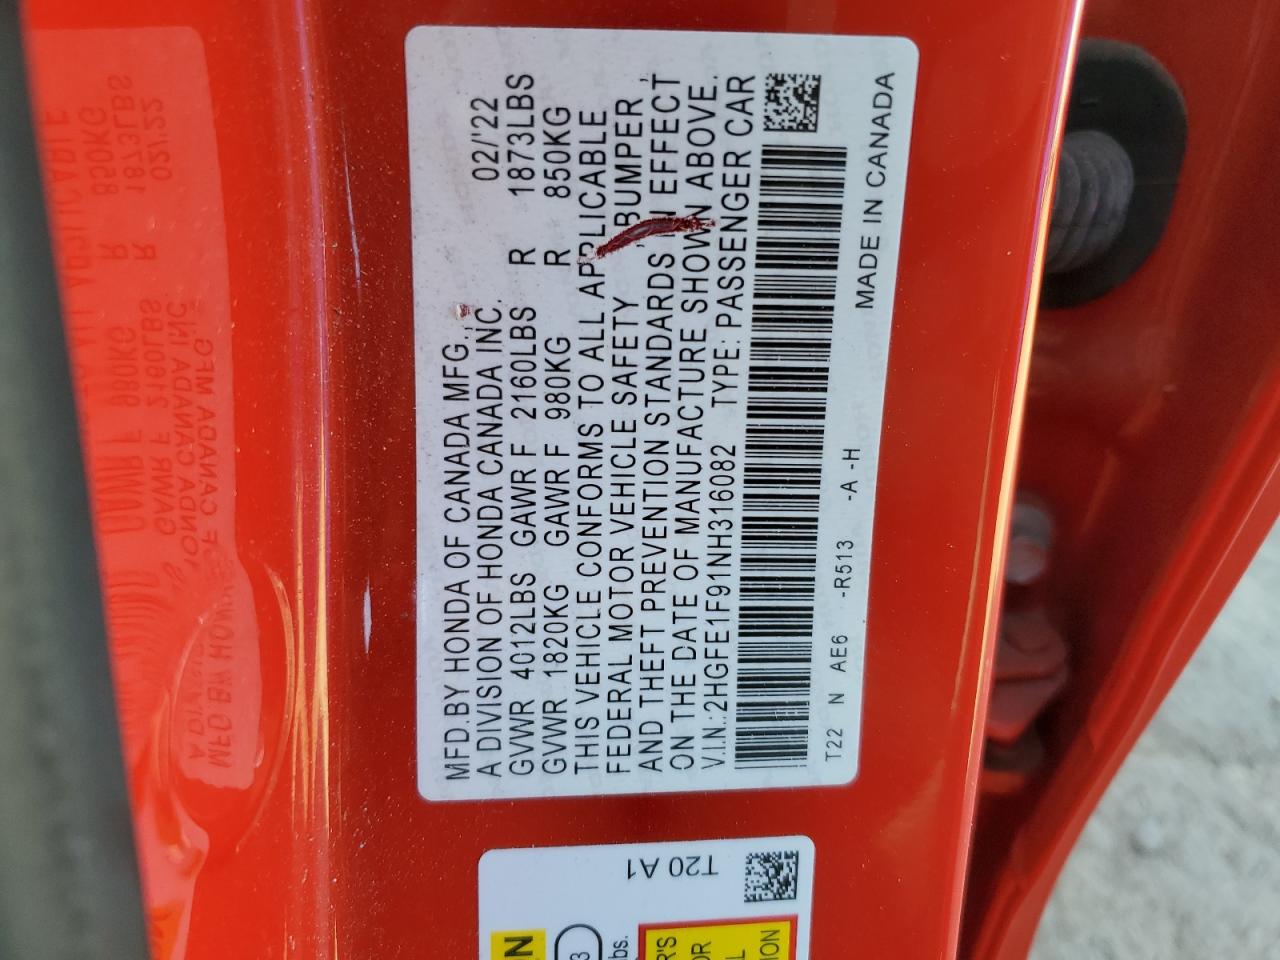 MFD.BY HONDA OF CANADA MFG., 02/'22
A DIVISION OF HONDA CANADA INC.
GVWR 4012LBS GAWR F 2160LBS R 1873LBS
GVWR 1820KG GAWR F 980KG R 850KG
THIS VEHICLE CONFORMS TO ALL APPLICABLE
FEDERAL MOTOR VEHICLE SAFETY , BUMPER ,
AND THEFT PREVENTION STANDARDS IN EFFECT
ON THE DATE OF MANUFACTURE SHOWN ABOVE.
V.I.N.:2HGFE1F91NH316082 TYPE: PASSENGER CAR
T22 N AE6 -R513 -A -H MADE IN CANADA
T20 A1
lbs.